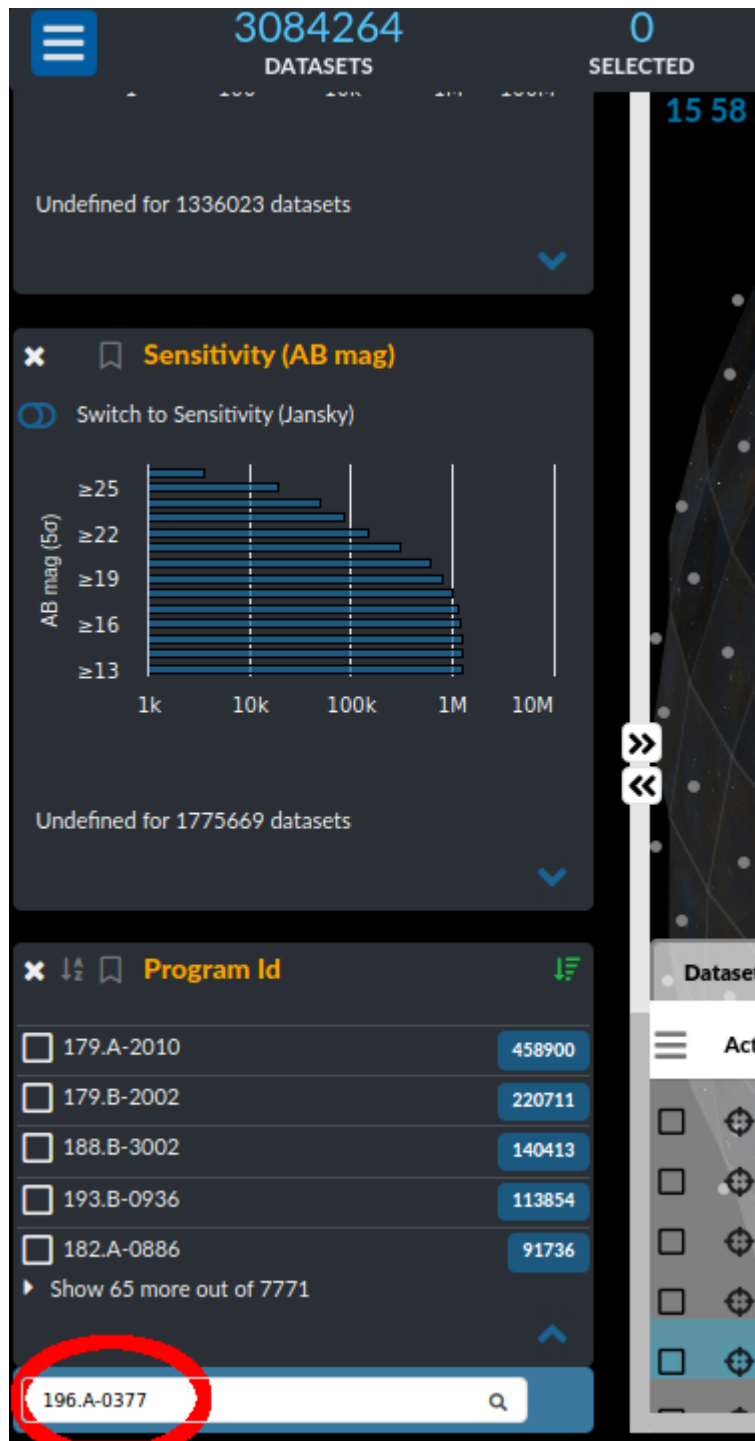 3084264 0
DATASETS SELECTED
15 58
Undefined for 1336023 datasets
Sensitivity (AB mag)
Switch to Sensitivity (Jansky)
AB mag (5σ)
≥25
≥22
≥19
≥16
≥13
1k 10k 100k 1M 10M
Undefined for 1775669 datasets
Program Id
Dataset
179.A-2010 458900
Act
179.B-2002 220711
188.B-3002 140413
193.B-0936 113854
182.A-0886 91736
Show 65 more out of 7771
196.A-0377